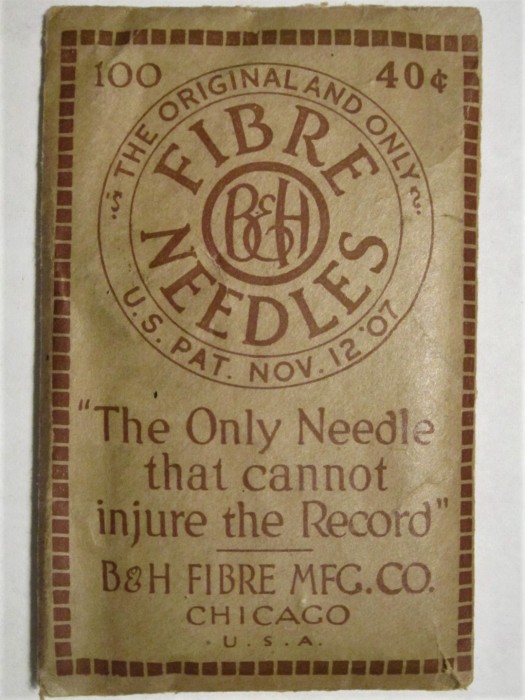 100 40¢
THE ORIGINAL AND ONLY
FIBRE
B&H
NEEDLES
U.S. PAT. NOV. 12 '07
"The Only Needle
that cannot
injure the Record"
B&H FIBRE MFG. CO.
CHICAGO
· U. S. A. ·